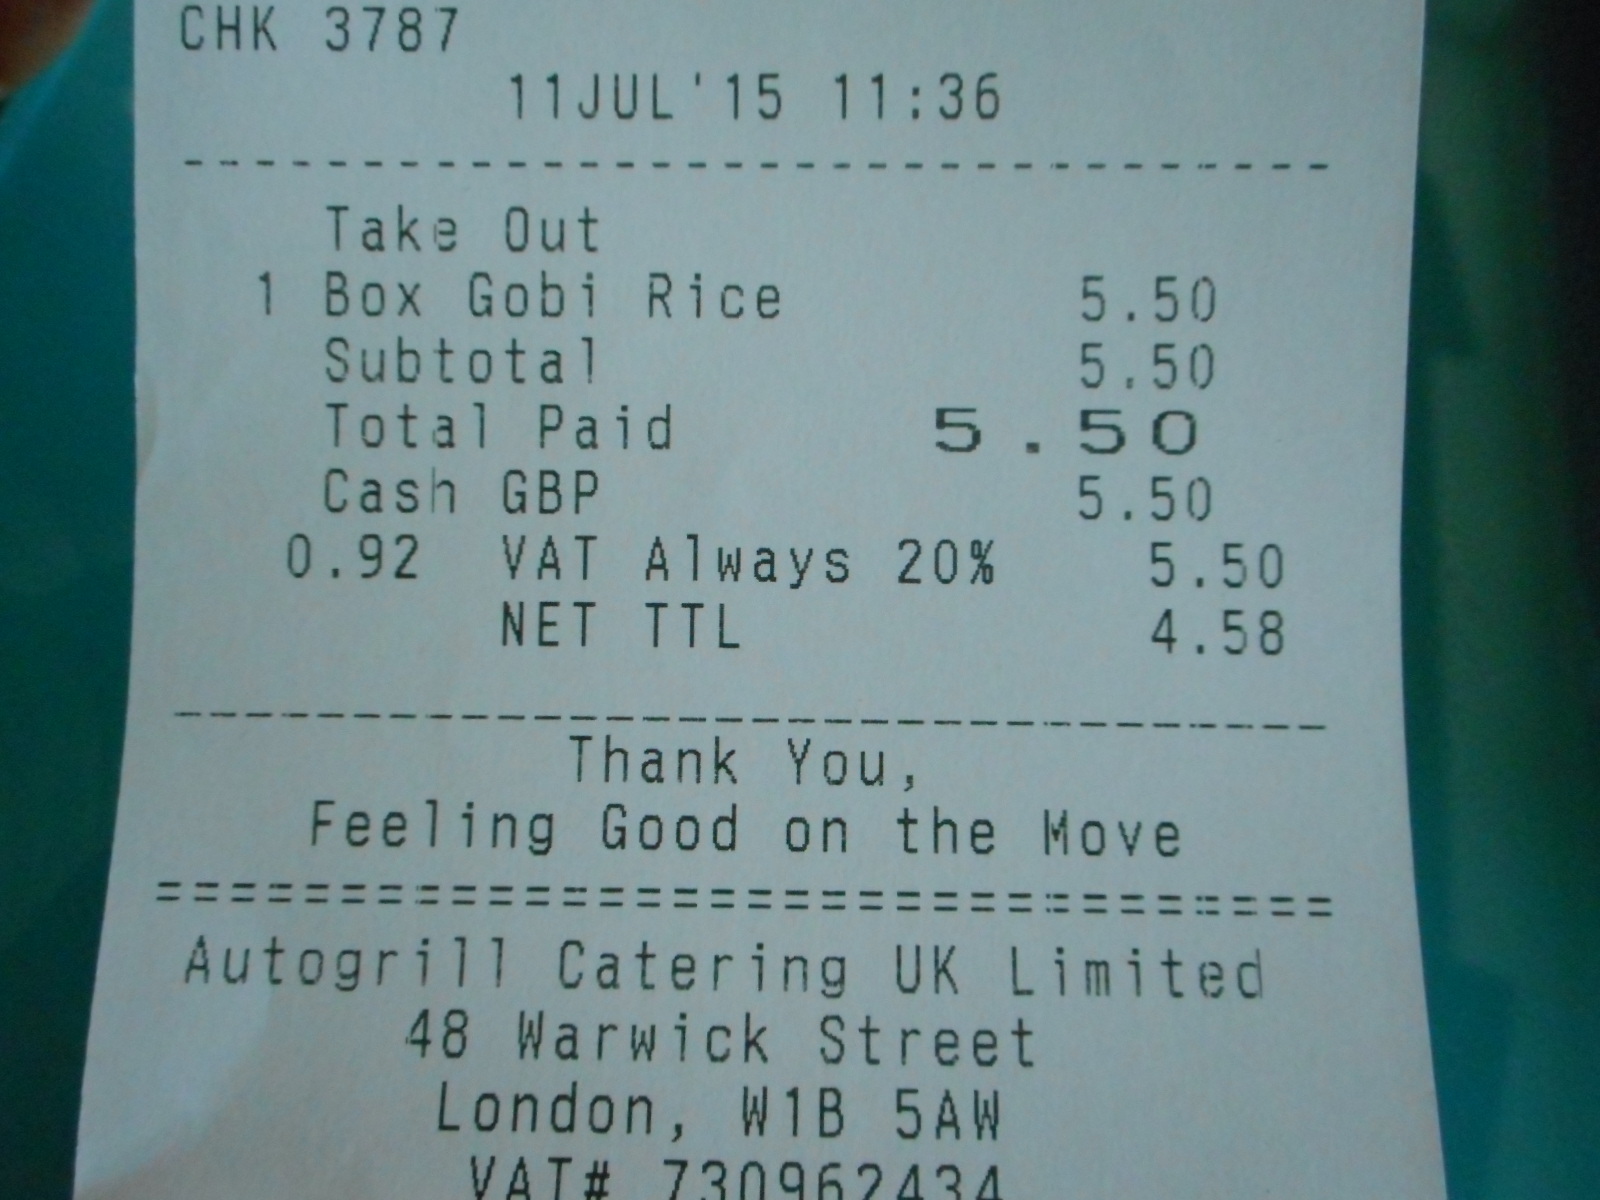 CHK 3787
11JUL'15 11:36
--------------------------------
Take Out
1 Box Gobi Rice 5.50
Subtotal 5.50
Total Paid 5.50
Cash GBP 5.50
0.92 VAT Always 20% 5.50
NET TTL 4.58
--------------------------------
Thank You,
Feeling Good on the Move
================================
Autogrill Catering UK Limited
48 Warwick Street
London, W1B 5AW
VAT# 730962434